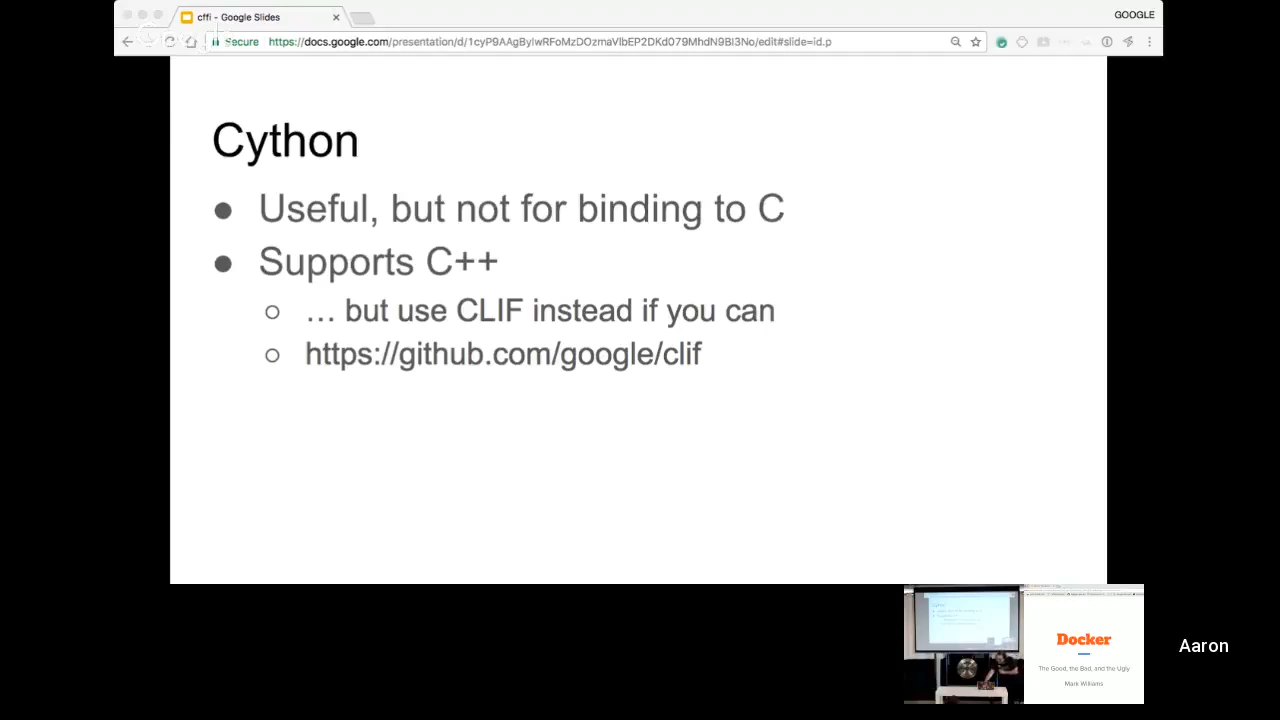 cffi - Google Slides
GOOGLE
Google
Secure https://docs.google.com/presentation/d/1cyP9AAgBylwRFoMzDOzmaVlbEP2DKd079MhdN9Bi3No/edit#slide=id.p
Cython
● Useful, but not for binding to C
● Supports C++
○ … but use CLIF instead if you can
○ https://github.com/google/clif
Docker
The Good, the Bad, and the Ugly
Mark Williams
Aaron